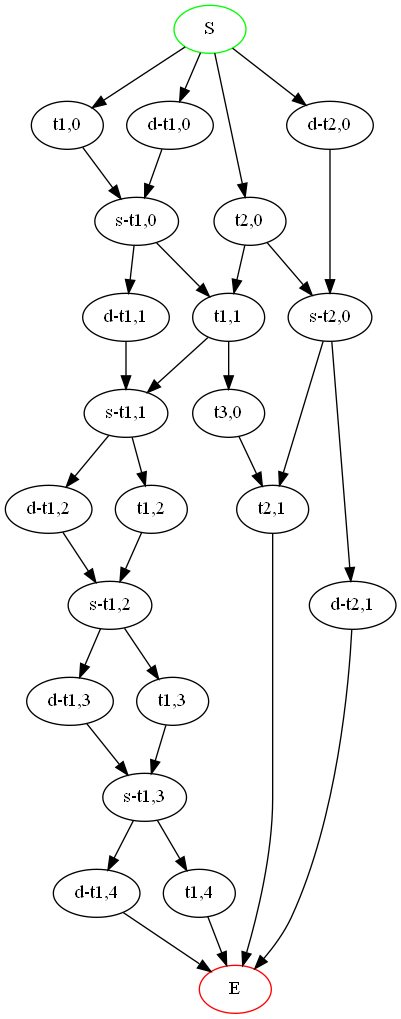 S
t1,0
d-t1,0
d-t2,0
s-t1,0
t2,0
d-t1,1
t1,1
s-t2,0
s-t1,1
t3,0
d-t1,2
t1,2
t2,1
s-t1,2
d-t2,1
d-t1,3
t1,3
s-t1,3
d-t1,4
t1,4
E